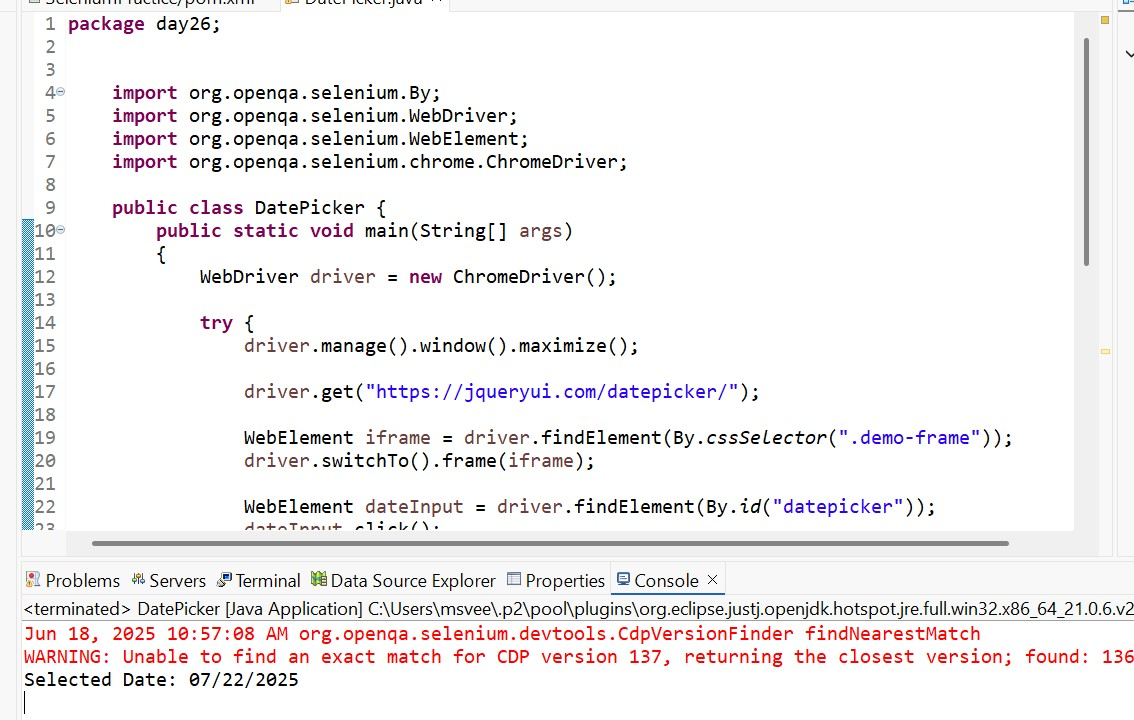 SeleniumPractice/pom.xml DatePicker.java
1 package day26;
2
3
4 import org.openqa.selenium.By;
5 import org.openqa.selenium.WebDriver;
6 import org.openqa.selenium.WebElement;
7 import org.openqa.selenium.chrome.ChromeDriver;
8
9 public class DatePicker {
10 public static void main(String[] args)
11 {
12 WebDriver driver = new ChromeDriver();
13
14 try {
15 driver.manage().window().maximize();
16
17 driver.get("https://jqueryui.com/datepicker/");
18
19 WebElement iframe = driver.findElement(By.cssSelector(".demo-frame"));
20 driver.switchTo().frame(iframe);
21
22 WebElement dateInput = driver.findElement(By.id("datepicker"));
23 dateInput.click();
Problems Servers Terminal Data Source Explorer Properties Console
<terminated> DatePicker [Java Application] C:\Users\msvee\.p2\pool\plugins\org.eclipse.justj.openjdk.hotspot.jre.full.win32.x86_64_21.0.6.v2
Jun 18, 2025 10:57:08 AM org.openqa.selenium.devtools.CdpVersionFinder findNearestMatch
WARNING: Unable to find an exact match for CDP version 137, returning the closest version; found: 136
Selected Date: 07/22/2025